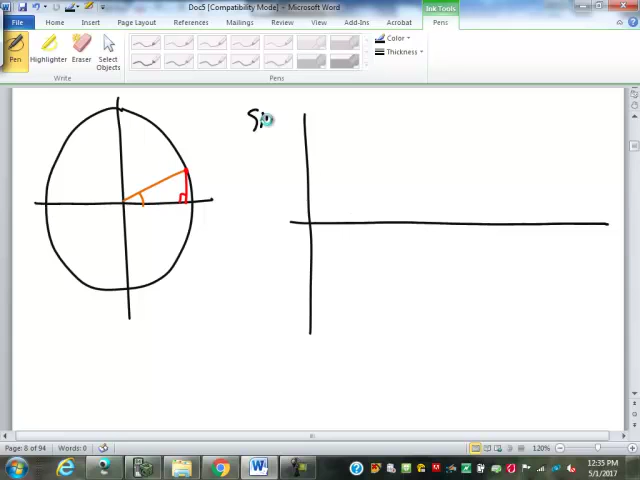 Doc5 [Compatibility Mode] - Microsoft Word
Ink Tools
File Home Insert Page Layout References Mailings Review View Add-Ins Acrobat Pens
Pen Highlighter Eraser Select Objects
Color
Thickness
Write Pens
Page: 8 of 94 Words: 0 120%
12:35 PM
5/1/2017